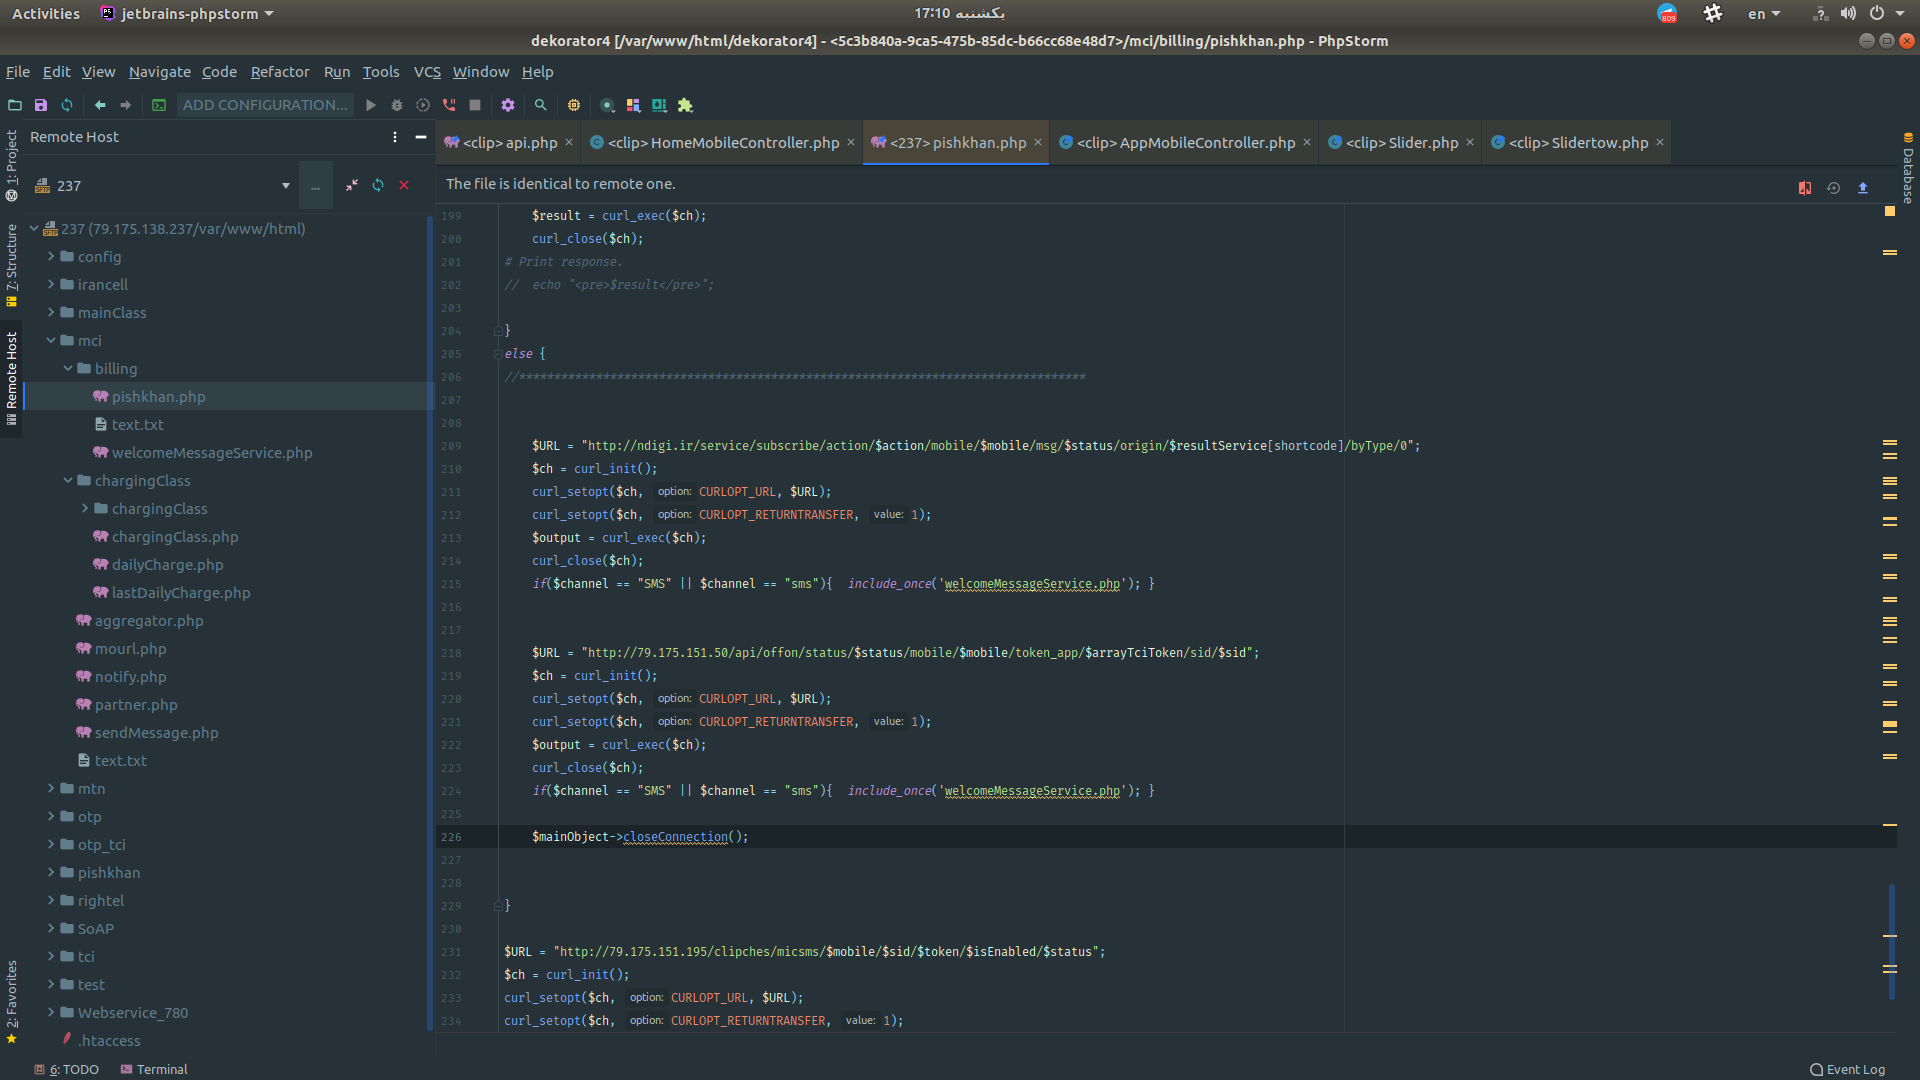 Activities jetbrains-phpstorm یکشنبه 17:10 809 en
dekorator4 [/var/www/html/dekorator4] - <5c3b840a-9ca5-475b-85dc-b66cc68e48d7>/mci/billing/pishkhan.php - PhpStorm
File Edit View Navigate Code Refactor Run Tools VCS Window Help
ADD CONFIGURATION...
Remote Host
<clip> api.php <clip> HomeMobileController.php <237> pishkhan.php <clip> AppMobileController.php <clip> Slider.php <clip> Slidertow.php
237 ...
The file is identical to remote one.
1: Project
7: Structure
Remote Host
2: Favorites
Database
237 (79.175.138.237/var/www/html)
config
irancell
mainClass
mci
billing
pishkhan.php
text.txt
welcomeMessageService.php
chargingClass
chargingClass
chargingClass.php
dailyCharge.php
lastDailyCharge.php
aggregator.php
mourl.php
notify.php
partner.php
sendMessage.php
text.txt
mtn
otp
otp_tci
pishkhan
rightel
SoAP
tci
test
Webservice_780
.htaccess
199 $result = curl_exec($ch);
200 curl_close($ch);
201 # Print response.
202 //  echo "<pre>$result</pre>";
203
204 }
205 else {
206 //*********************************************************************************
207
208
209 $URL = "http://ndigi.ir/service/subscribe/action/$action/mobile/$mobile/msg/$status/origin/$resultService[shortcode]/byType/0";
210 $ch = curl_init();
211 curl_setopt($ch, option: CURLOPT_URL, $URL);
212 curl_setopt($ch, option: CURLOPT_RETURNTRANSFER, value: 1);
213 $output = curl_exec($ch);
214 curl_close($ch);
215 if($channel == "SMS" || $channel == "sms"){  include_once('welcomeMessageService.php'); }
216
217
218 $URL = "http://79.175.151.50/api/offon/status/$status/mobile/$mobile/token_app/$arrayTciToken/sid/$sid";
219 $ch = curl_init();
220 curl_setopt($ch, option: CURLOPT_URL, $URL);
221 curl_setopt($ch, option: CURLOPT_RETURNTRANSFER, value: 1);
222 $output = curl_exec($ch);
223 curl_close($ch);
224 if($channel == "SMS" || $channel == "sms"){  include_once('welcomeMessageService.php'); }
225
226 $mainObject->closeConnection();
227
228
229 }
230
231 $URL = "http://79.175.151.195/clipches/micsms/$mobile/$sid/$token/$isEnabled/$status";
232 $ch = curl_init();
233 curl_setopt($ch, option: CURLOPT_URL, $URL);
234 curl_setopt($ch, option: CURLOPT_RETURNTRANSFER, value: 1);
6: TODO Terminal Event Log